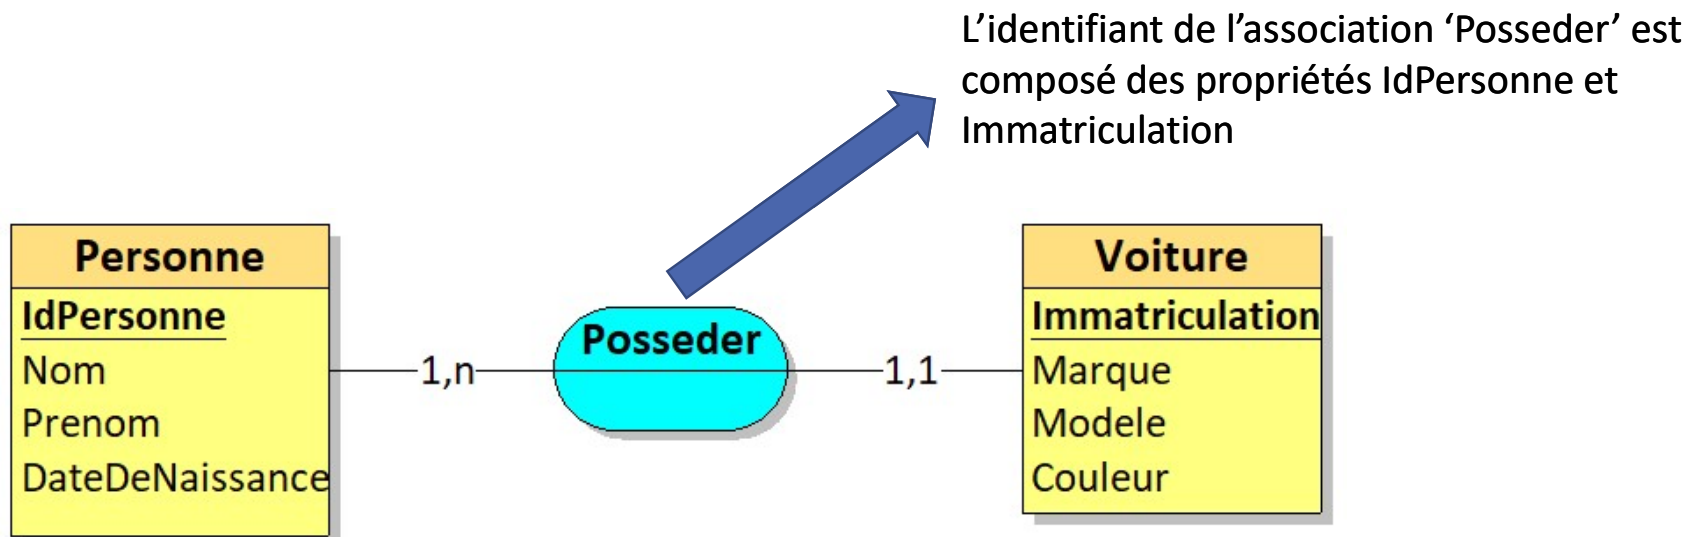 L’identifiant de l’association ‘Posseder’ est
composé des propriétés IdPersonne et
Immatriculation
Personne
IdPersonne
Nom
Prenom
DateDeNaissance
1,n
Posseder
1,1
Voiture
Immatriculation
Marque
Modele
Couleur